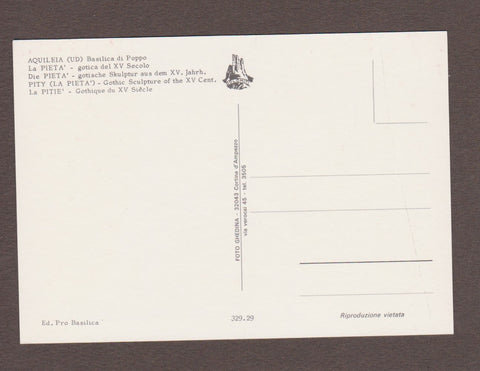 AQUILEIA (UD) Basilica di Poppo
La PIETA' - gotica del XV Secolo
Die PIETA' - gotische Skulptur aus dem XV. Jahrh.
PITY (LA PIETA') - Gothic Sculpture of the XV Cent.
La PITIE' - Gothique du XV Siècle
FOTO GHEDINA - 32043 Cortina d'Ampezzo
via verocai 45 - tel. 3505
Ed. Pro Basilica
329.29
Riproduzione vietata